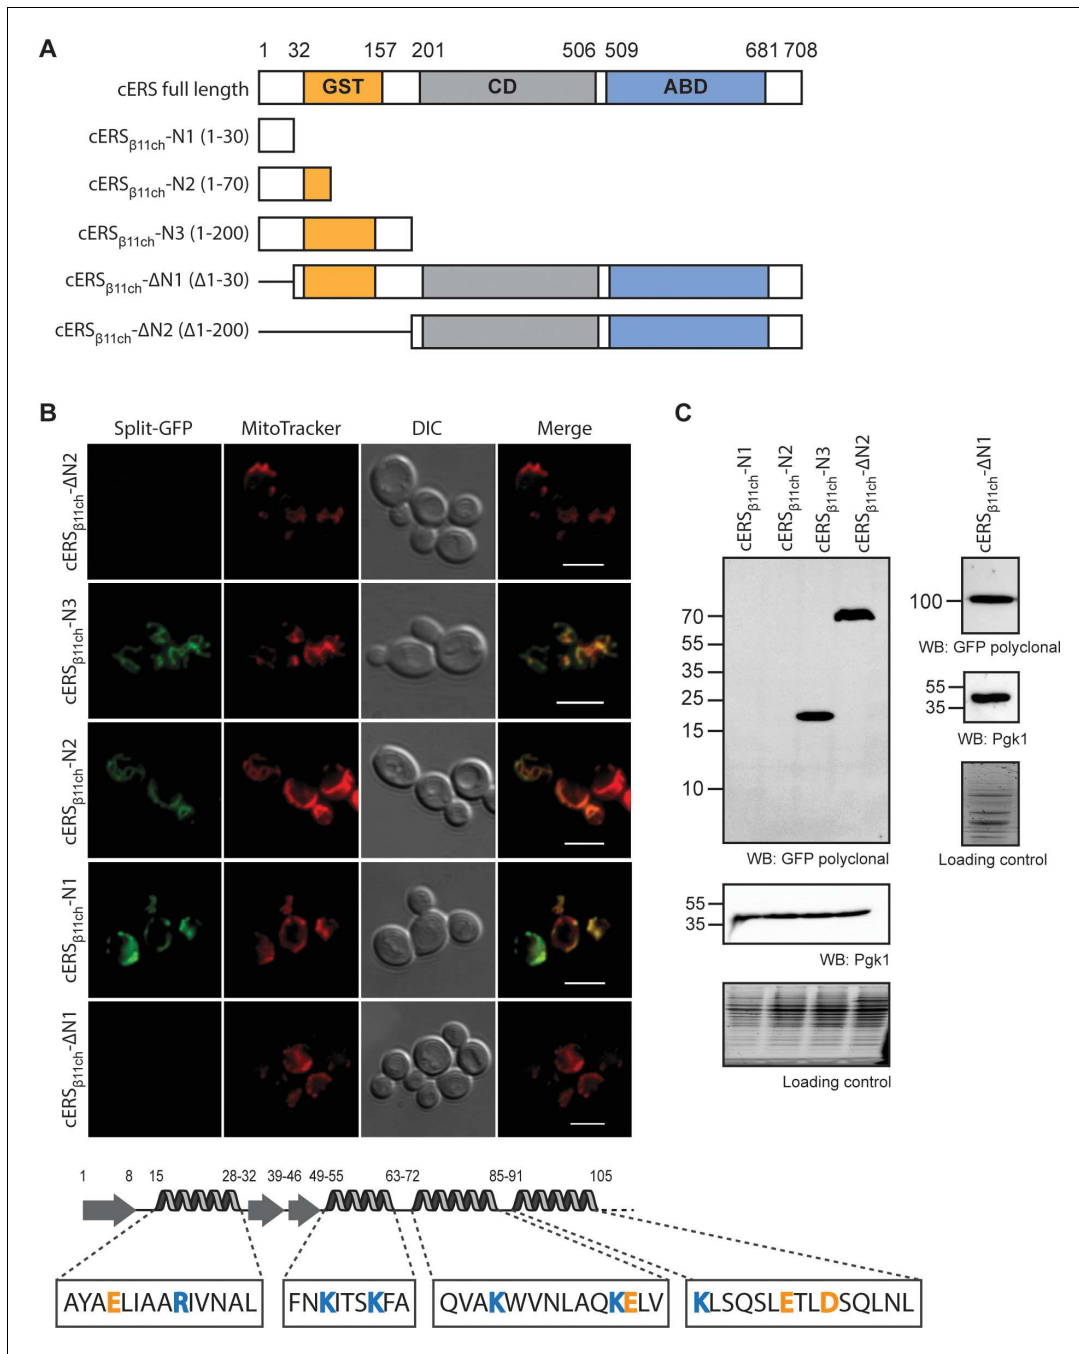 A
1 32 157 201 506 509 681 708
cERS full length
GST CD ABD
cERSβ11ch-N1 (1-30)
cERSβ11ch-N2 (1-70)
cERSβ11ch-N3 (1-200)
cERSβ11ch-ΔN1 (Δ1-30)
cERSβ11ch-ΔN2 (Δ1-200)
B
Split-GFP MitoTracker DIC Merge
cERSβ11ch-ΔN2
cERSβ11ch-N3
cERSβ11ch-N2
cERSβ11ch-N1
cERSβ11ch-ΔN1
C
cERSβ11ch-N1
cERSβ11ch-N2
cERSβ11ch-N3
cERSβ11ch-ΔN2
70
55
35
25
15
10
WB: GFP polyclonal
55
35
WB: Pgk1
Loading control
cERSβ11ch-ΔN1
100
WB: GFP polyclonal
55
35
WB: Pgk1
Loading control
1 8 15 28-32 39-46 49-55 63-72 85-91 105
AYAELIAARIVNAL
FNKITSKFA
QVAKWVNLAQKELV
KLSQSLETLDSQLNL